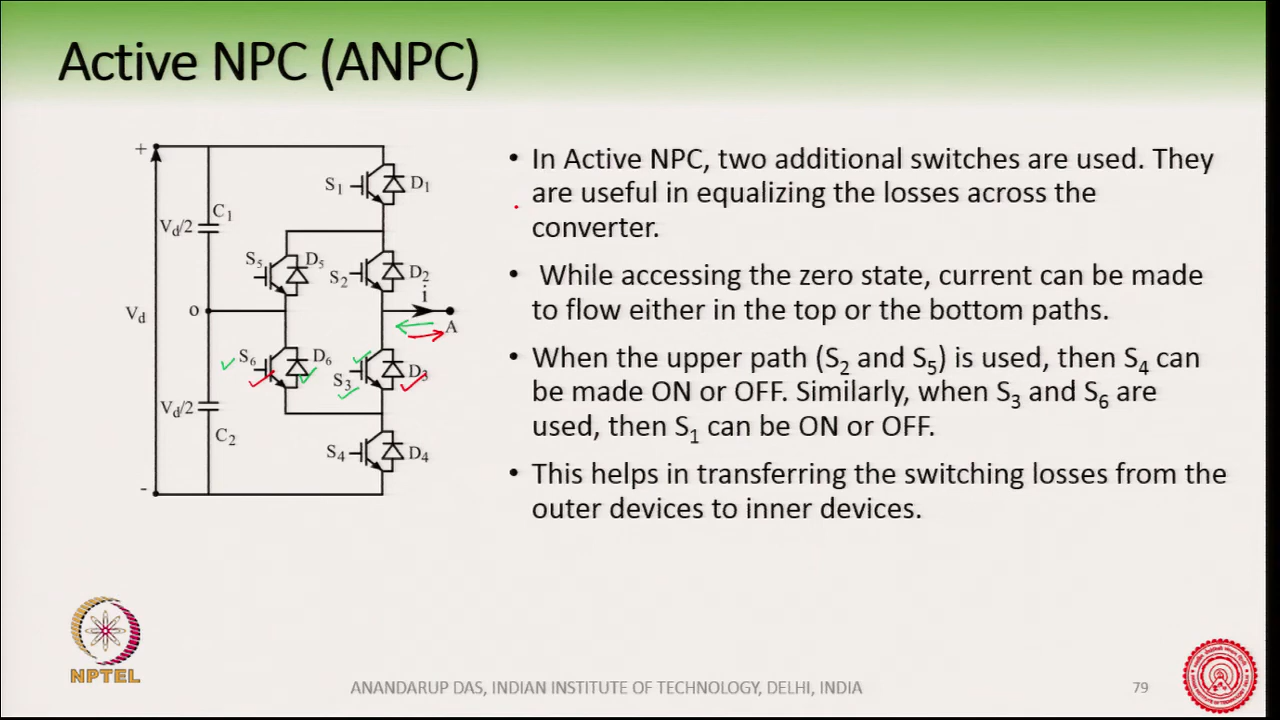 Active NPC (ANPC)
+
S1
D1
C1
Vd/2
S5
D5
S2
D2
i
Vd
o
A
S6
D6
S3
D3
Vd/2
C2
S4
D4
-
• In Active NPC, two additional switches are used. They
are useful in equalizing the losses across the
converter.
• While accessing the zero state, current can be made
to flow either in the top or the bottom paths.
• When the upper path (S2 and S5) is used, then S4 can
be made ON or OFF. Similarly, when S3 and S6 are
used, then S1 can be ON or OFF.
• This helps in transferring the switching losses from the
outer devices to inner devices.
NPTEL
ANANDARUP DAS, INDIAN INSTITUTE OF TECHNOLOGY, DELHI, INDIA
79